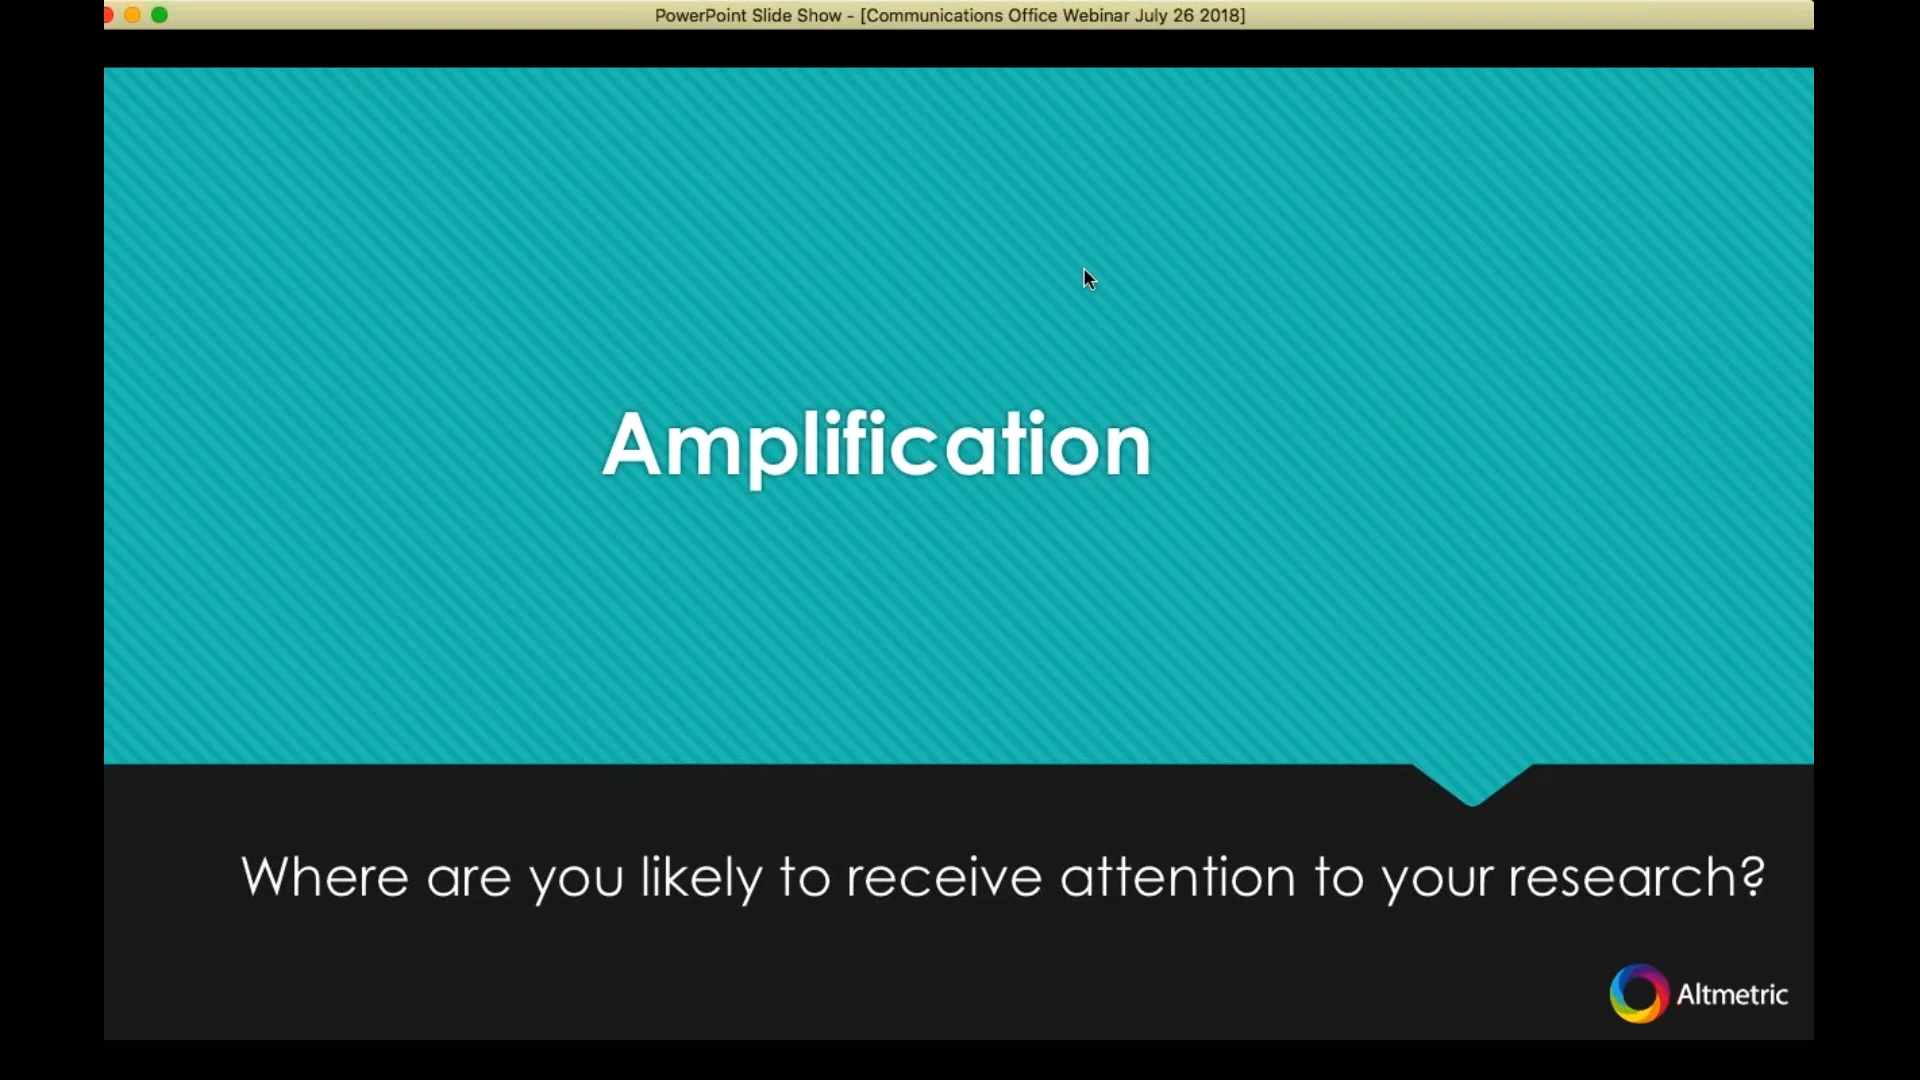 PowerPoint Slide Show - [Communications Office Webinar July 26 2018]
Amplification
Where are you likely to receive attention to your research?
Altmetric